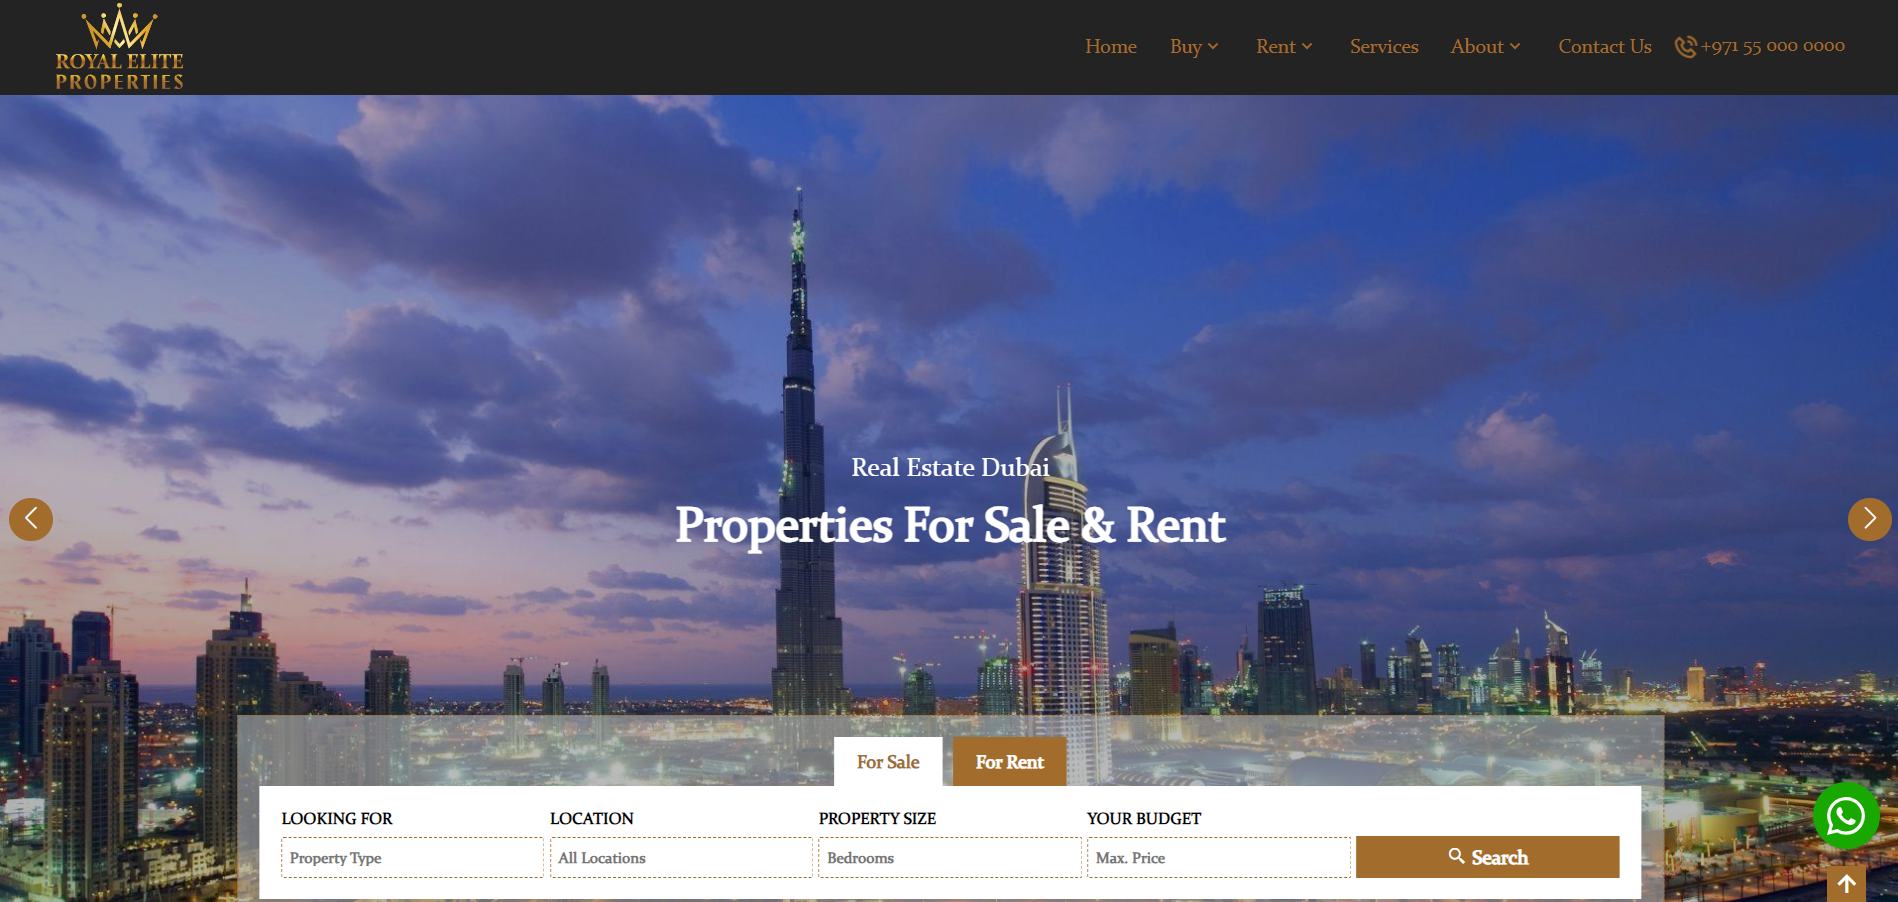 ROYAL ELITE
PROPERTIES
Home
Buy
Rent
Services
About
Contact Us
+971 55 000 0000
Real Estate Dubai
Properties For Sale & Rent
For Sale
For Rent
LOOKING FOR
LOCATION
PROPERTY SIZE
YOUR BUDGET
Property Type
All Locations
Bedrooms
Max. Price
Search